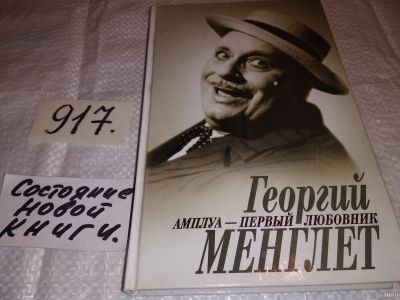 917.
Состояние
новой
книги.
Георгий
АМПЛУА — ПЕРВЫЙ ЛЮБОВНИК
МЕНГЛЕТ